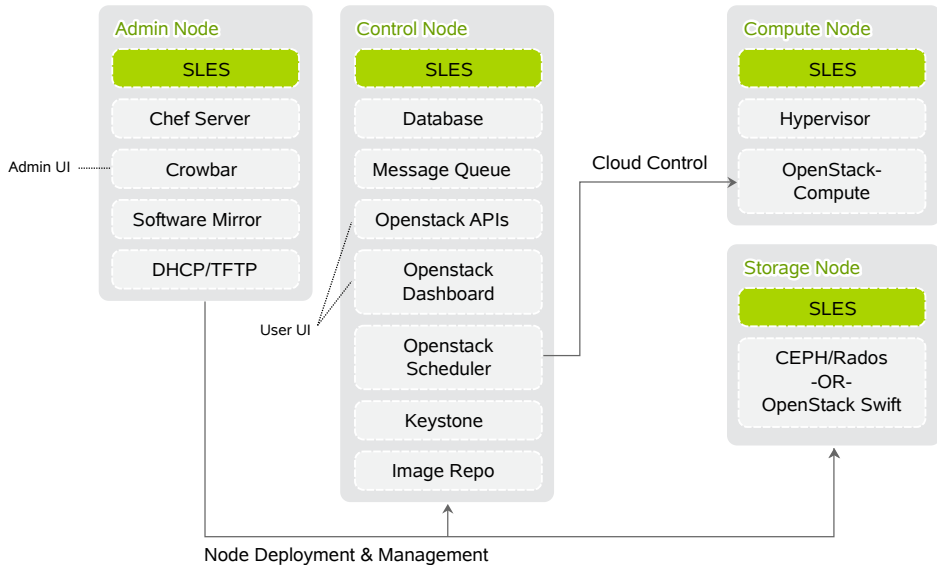 Admin Node
SLES
Chef Server
Admin UI
Crowbar
Software Mirror
DHCP/TFTP
Control Node
SLES
Database
Message Queue
Openstack APIs
Openstack
Dashboard
User UI
Openstack
Scheduler
Keystone
Image Repo
Cloud Control
Compute Node
SLES
Hypervisor
OpenStack-
Compute
Storage Node
SLES
CEPH/Rados
-OR-
OpenStack Swift
Node Deployment & Management